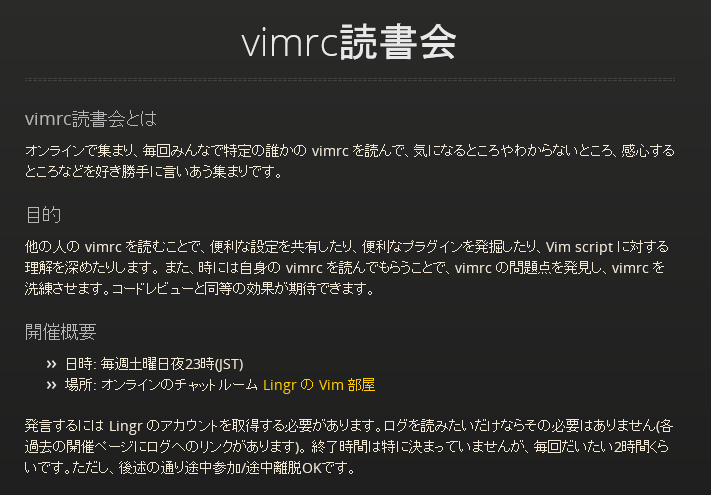 vimrc読書会
vimrc読書会とは
オンラインで集まり、毎回みんなで特定の誰かの vimrc を読んで、気になるところやわからないところ、感心する
ところなどを好き勝手に言いあう集まりです。
目的
他の人の vimrc を読むことで、便利な設定を共有したり、便利なプラグインを発掘したり、Vim script に対する
理解を深めたりします。また、時には自身の vimrc を読んでもらうことで、vimrc の問題点を発見し、vimrc を
洗練させます。コードレビューと同等の効果が期待できます。
開催概要
›› 日時: 毎週土曜日夜23時(JST)
›› 場所: オンラインのチャットルーム Lingr の Vim 部屋
発言するには Lingr のアカウントを取得する必要があります。ログを読みたいだけならその必要はありません(各
過去の開催ページにログへのリンクがあります)。終了時間は特に決まっていませんが、毎回だいたい2時間くら
いです。ただし、後述の通り途中参加/途中離脱OKです。